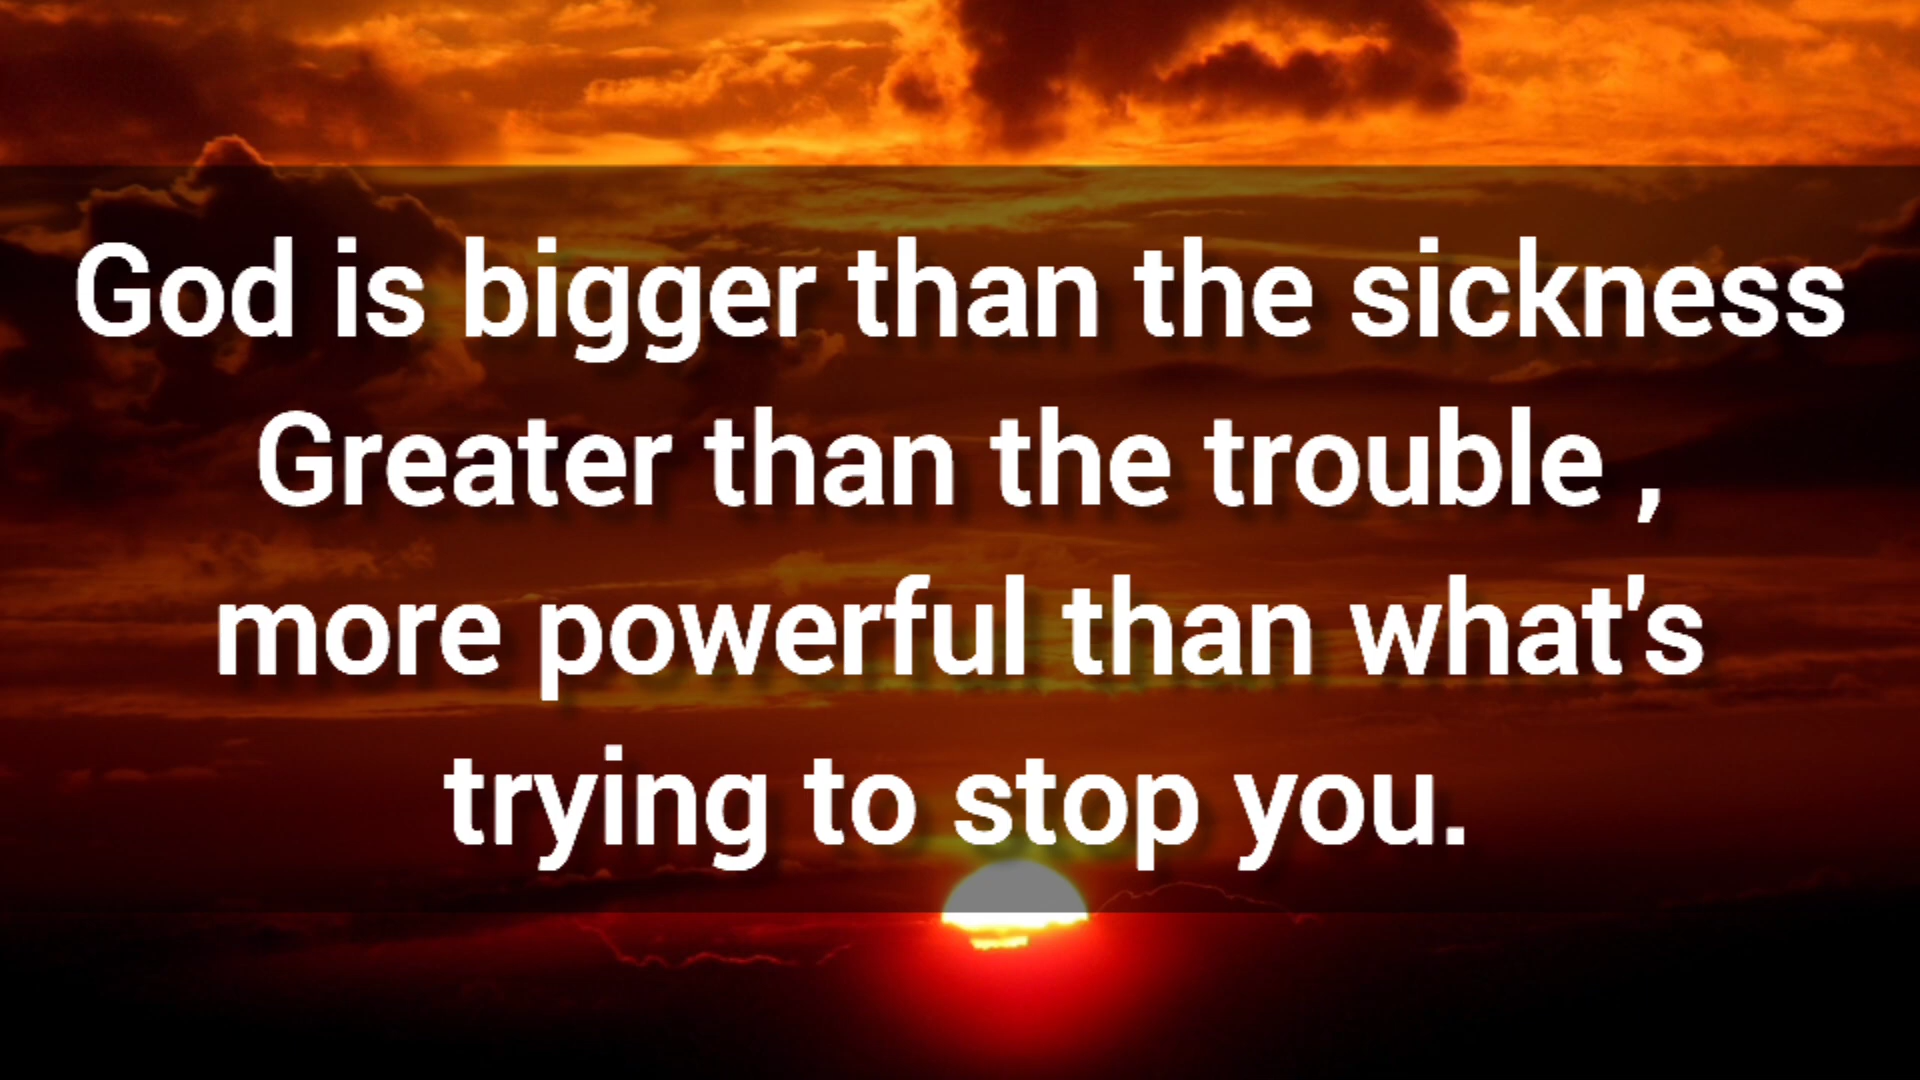 God is bigger than the sickness
Greater than the trouble ,
more powerful than what's
trying to stop you.